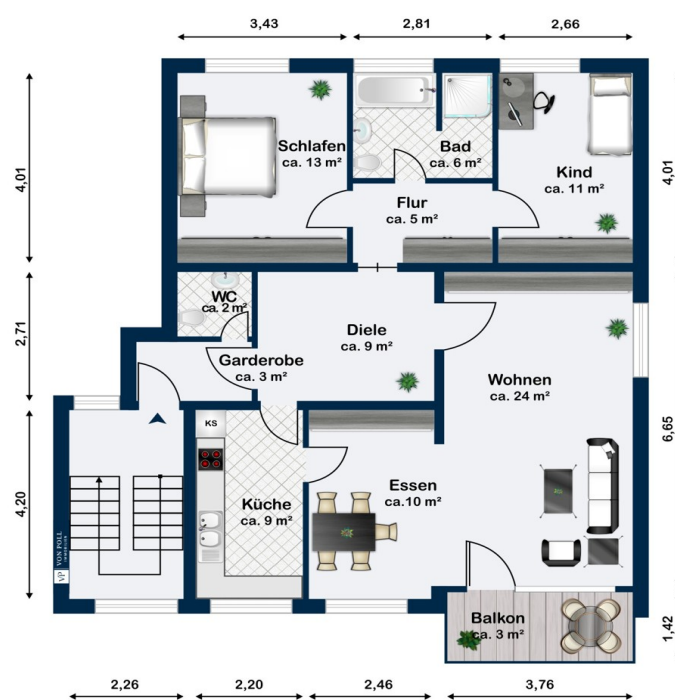 3,43 2,81 2,66
4,01
Schlafen
ca. 13 m²
Bad
ca. 6 m²
Kind
ca. 11 m²
4,01
Flur
ca. 5 m²
2,71
WC
ca. 2 m²
Diele
ca. 9 m²
Garderobe
ca. 3 m²
Wohnen
ca. 24 m²
6,65
4,20
KS
Küche
ca. 9 m²
Essen
ca.10 m²
VON POLL
IMMOBILIEN
VP
Balkon
ca. 3 m²
1,42
2,26 2,20 2,46 3,76